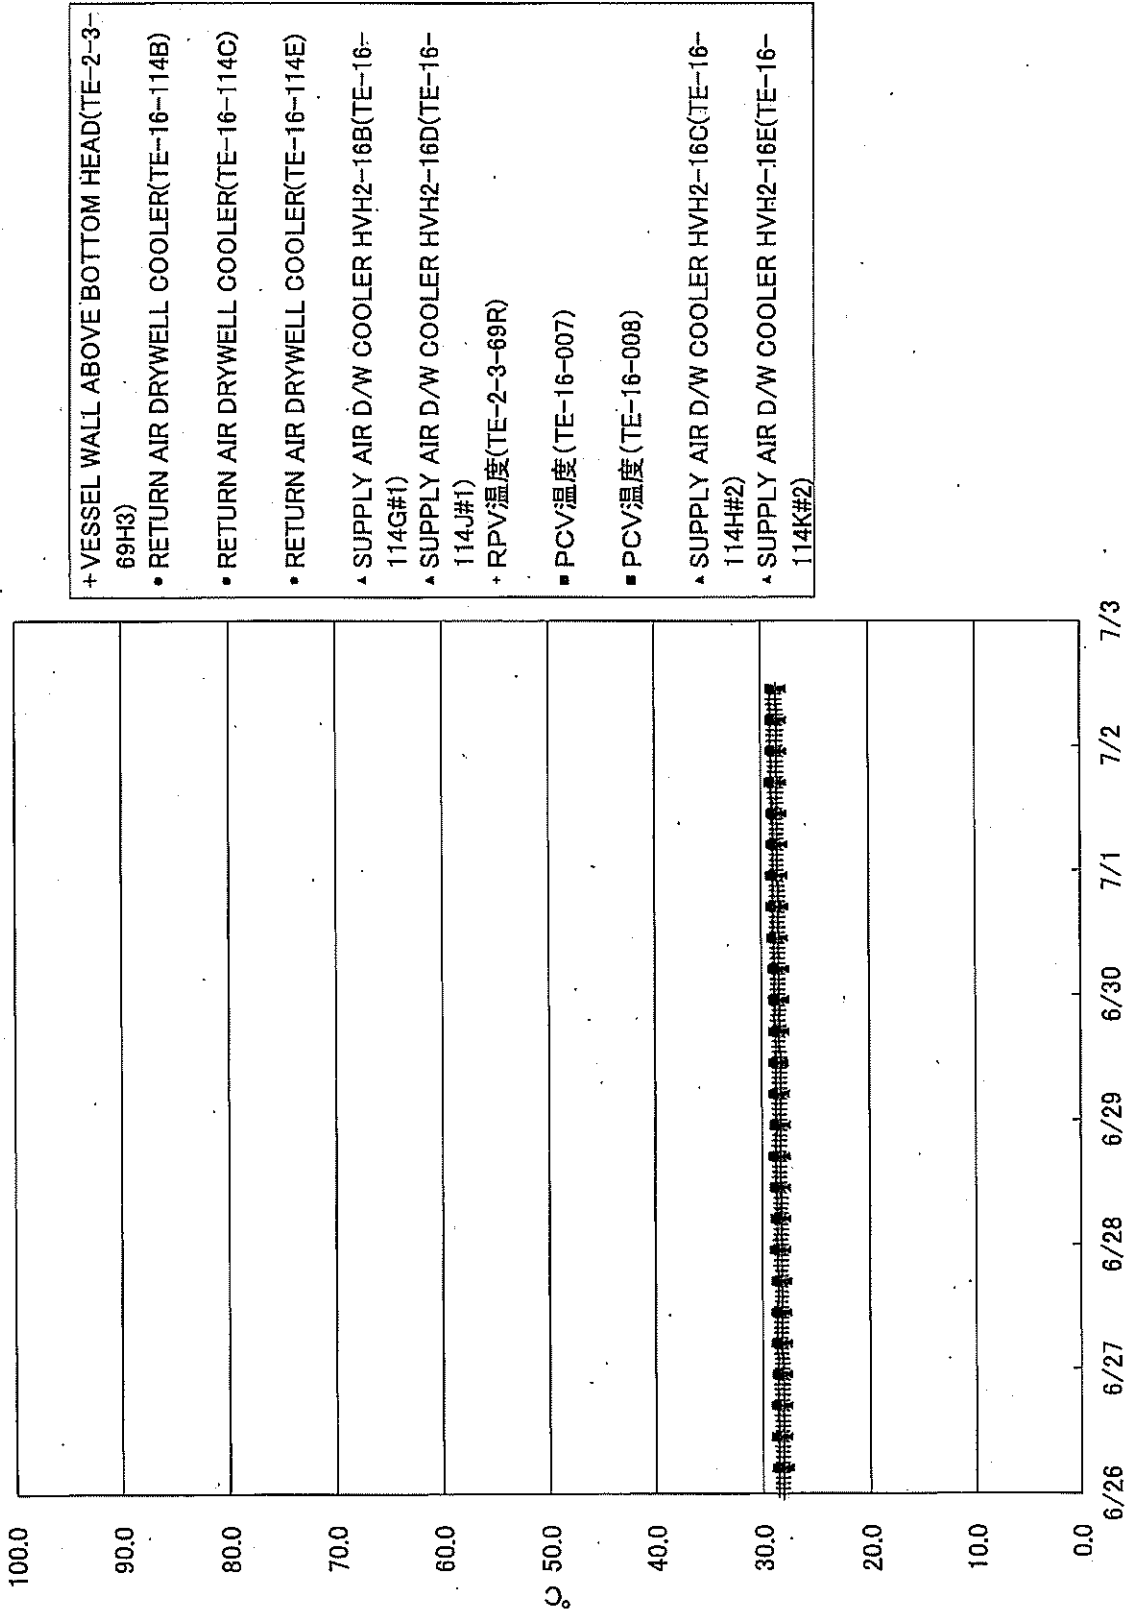 100.0
90.0
80.0
70.0
60.0
50.0
40.0
30.0
20.0
10.0
0.0
℃
6/26
6/27
6/28
6/29
6/30
7/1
7/2
7/3
+ VESSEL WALL ABOVE BOTTOM HEAD(TE-2-3-
69H3)
• RETURN AIR DRYWELL COOLER(TE-16-114B)
• RETURN AIR DRYWELL COOLER(TE-16-114C)
• RETURN AIR DRYWELL COOLER(TE-16-114E)
▲ SUPPLY AIR D/W COOLER HVH2-16B(TE-16-
114G#1)
▲ SUPPLY AIR D/W COOLER HVH2-16D(TE-16-
114J#1)
+ RPV温度(TE-2-3-69R)
■ PCV温度(TE-16-007)
■ PCV温度(TE-16-008)
▲ SUPPLY AIR D/W COOLER HVH2-16C(TE-16-
114H#2)
▲ SUPPLY AIR D/W COOLER HVH2-16E(TE-16-
114K#2)